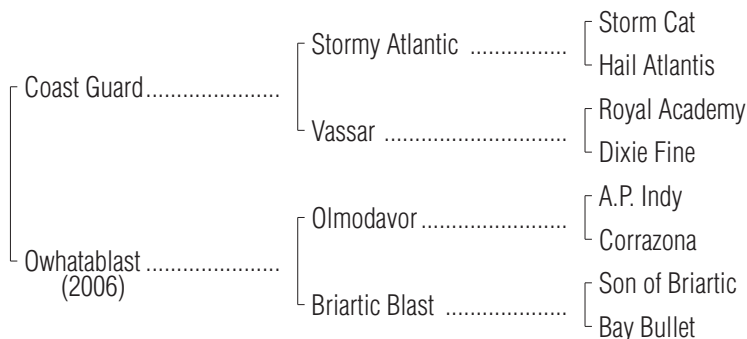 Storm Cat
Stormy Atlantic ................
Hail Atlantis
Coast Guard......................
Royal Academy
Vassar ..............................
Dixie Fine
A.P. Indy
Olmodavor........................
Corrazona
Owhatablast ......................
(2006)
Son of Briartic
Briartic Blast ....................
Bay Bullet